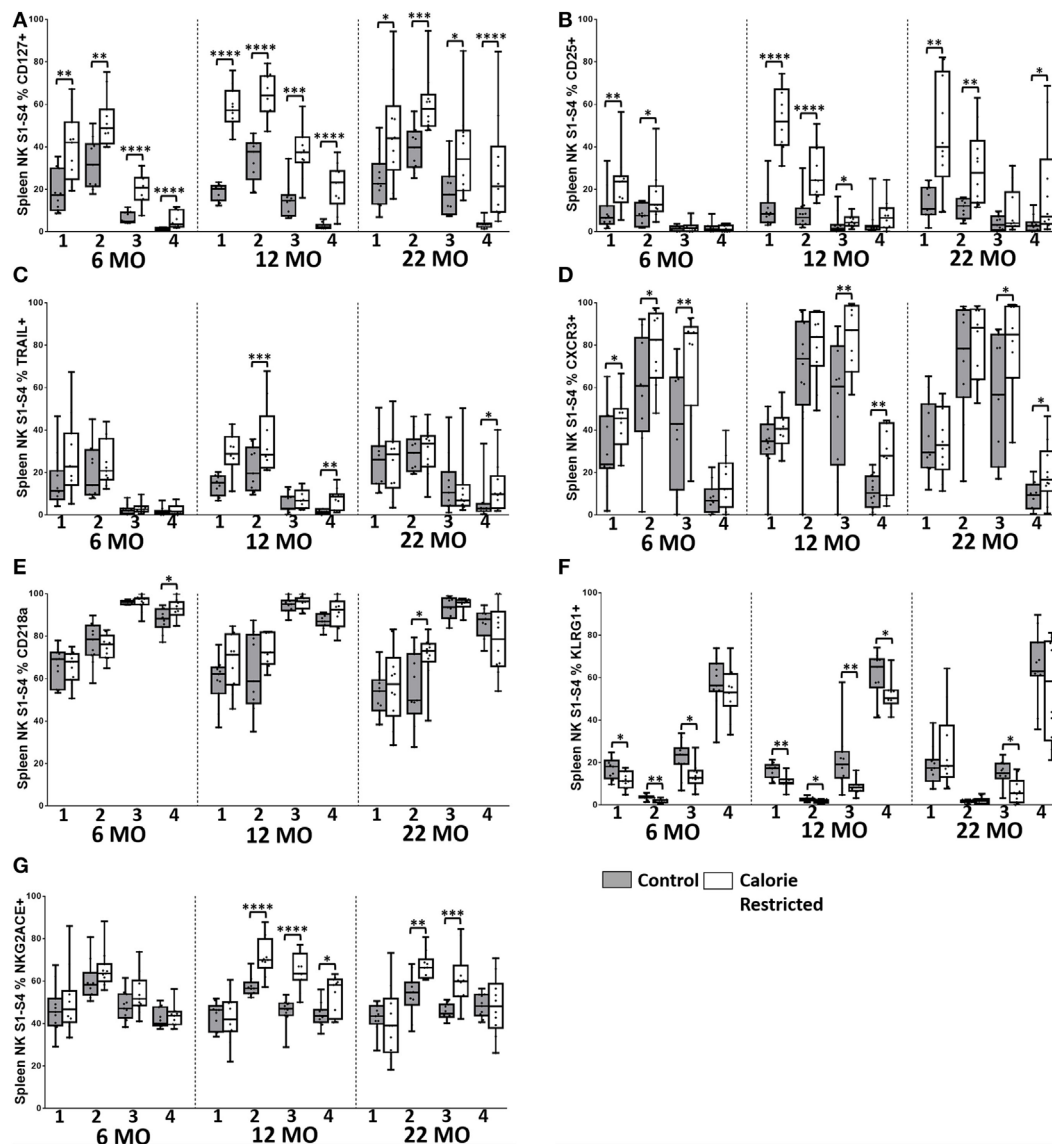 A
Spleen NK S1-S4 % CD127+
100
80
60
40
20
0
** ** **** ****
**** **** *** ****
* *** * ****
1 2 3 4 1 2 3 4 1 2 3 4
6 MO 12 MO 22 MO
B
Spleen NK S1-S4 % CD25+
100
80
60
40
20
0
** *
**** **** *
** ** *
1 2 3 4 1 2 3 4 1 2 3 4
6 MO 12 MO 22 MO
C
Spleen NK S1-S4 % TRAIL+
100
80
60
40
20
0
*** **
*
1 2 3 4 1 2 3 4 1 2 3 4
6 MO 12 MO 22 MO
D
Spleen NK S1-S4 % CXCR3+
100
80
60
40
20
0
* * **
** **
* *
1 2 3 4 1 2 3 4 1 2 3 4
6 MO 12 MO 22 MO
E
Spleen NK S1-S4 % CD218a
100
80
60
40
20
0
*
*
1 2 3 4 1 2 3 4 1 2 3 4
6 MO 12 MO 22 MO
F
Spleen NK S1-S4 % KLRG1+
100
80
60
40
20
0
* ** *
** * ** *
*
1 2 3 4 1 2 3 4 1 2 3 4
6 MO 12 MO 22 MO
Control Calorie
Restricted
G
Spleen NK S1-S4 % NKG2ACE+
100
80
60
40
20
0
**** **** *
** ***
1 2 3 4 1 2 3 4 1 2 3 4
6 MO 12 MO 22 MO